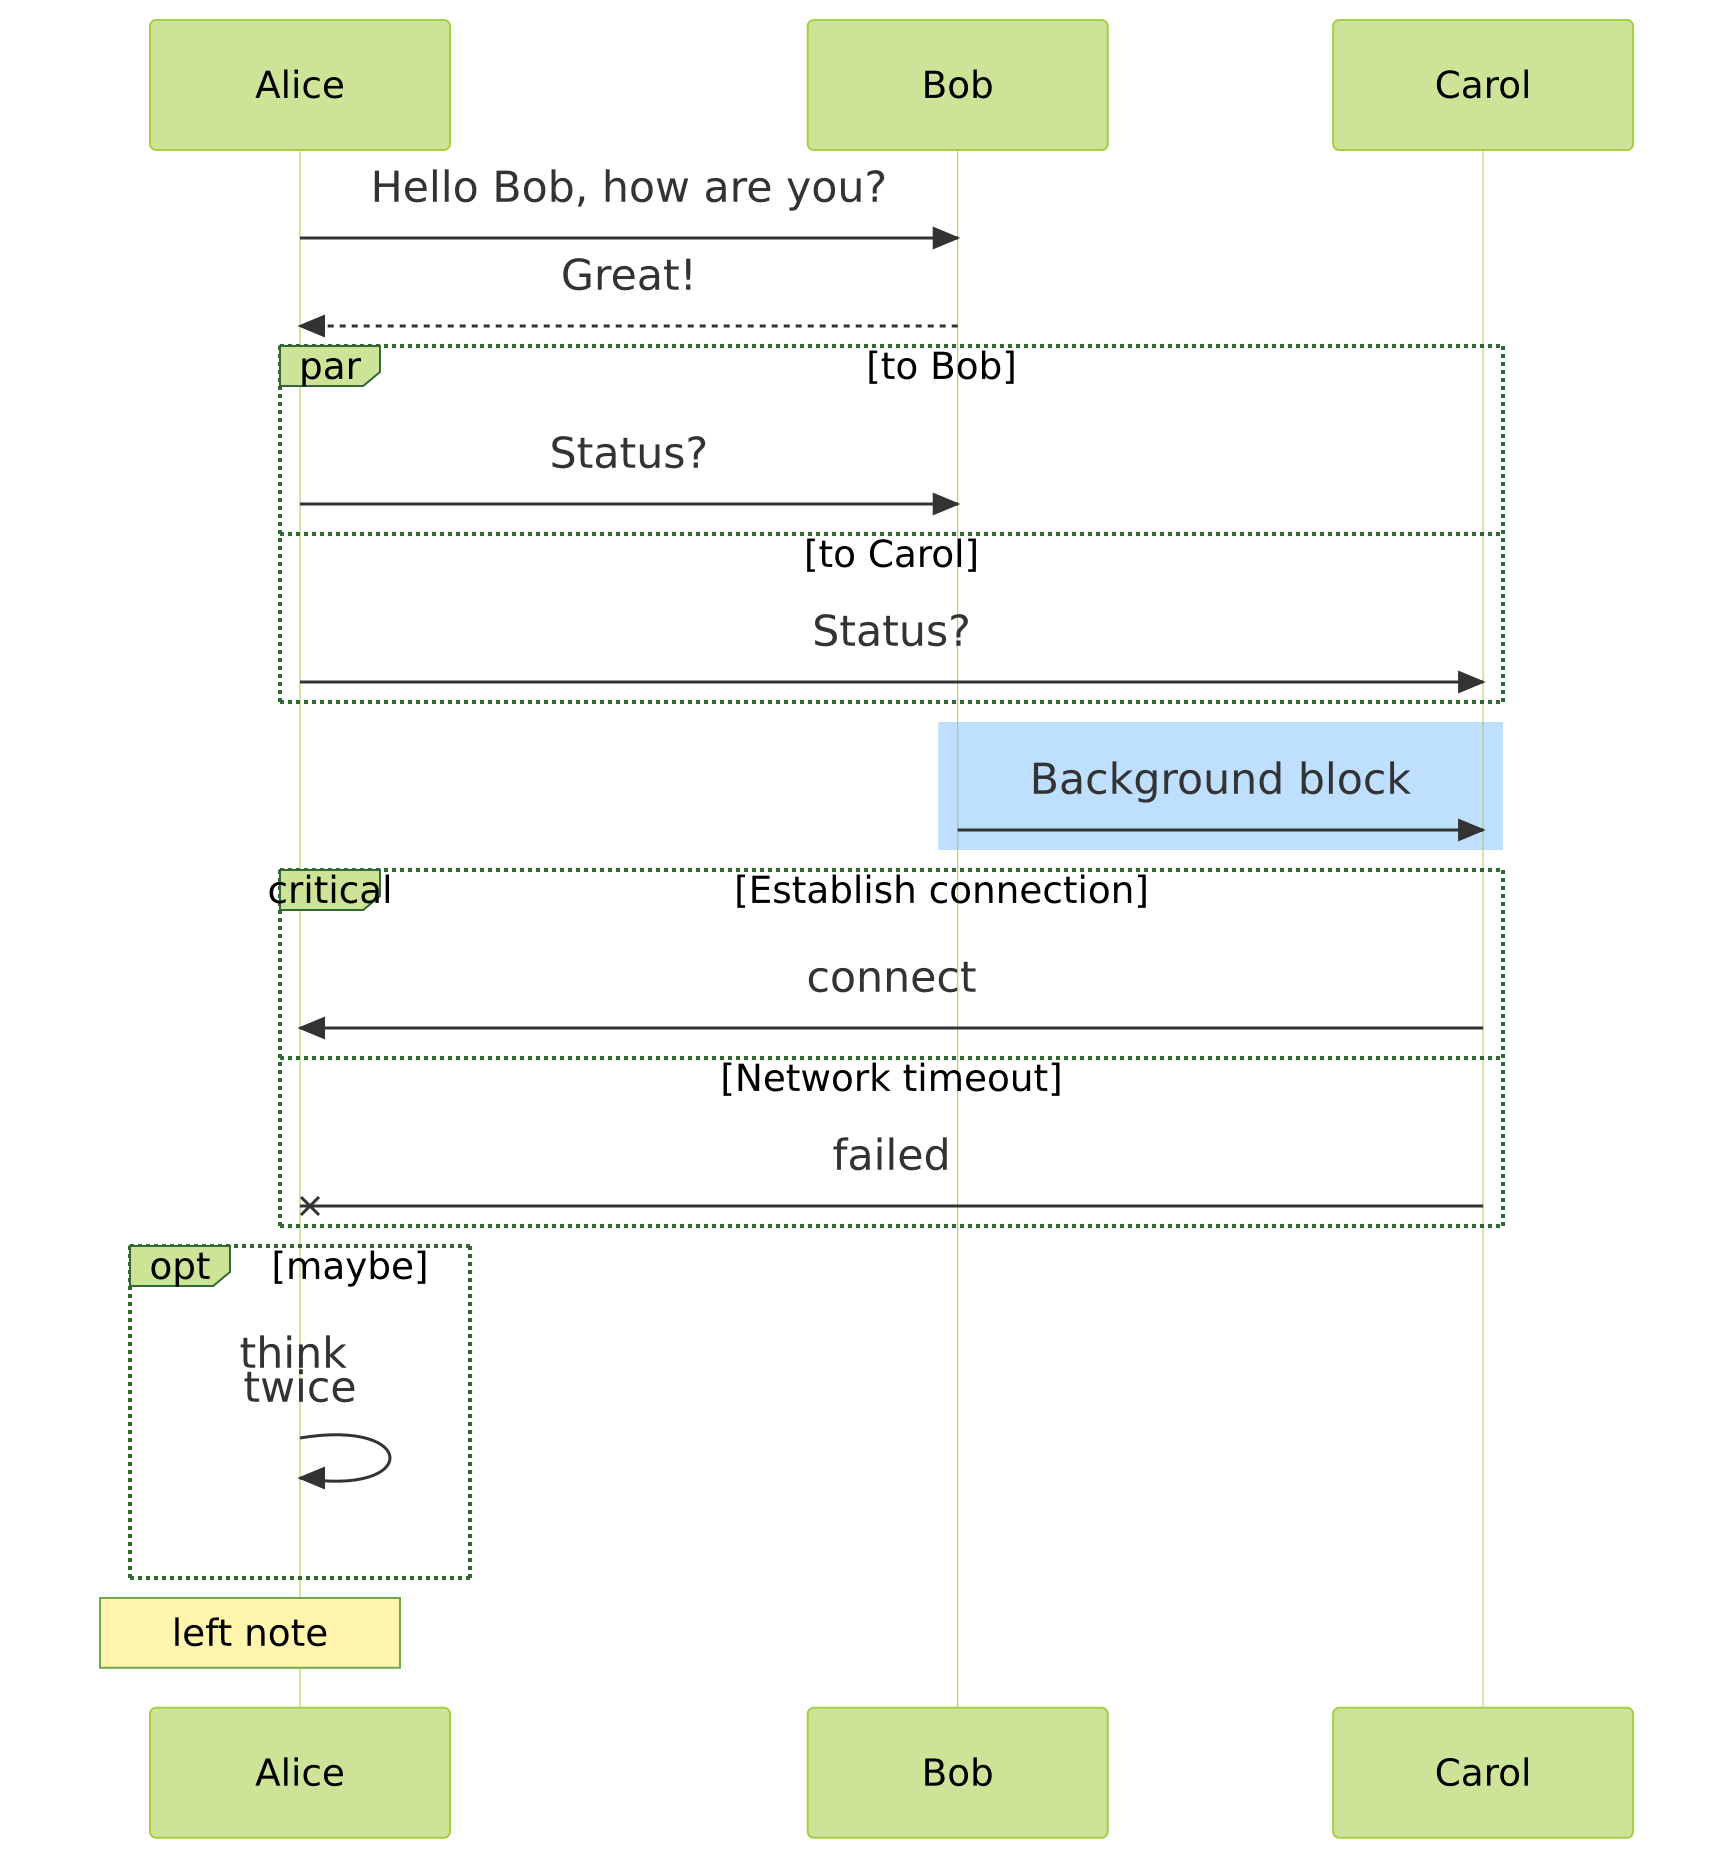 Alice
Bob
Carol
Hello Bob, how are you?
Great!
par
[to Bob]
Status?
[to Carol]
Status?
Background block
critical
[Establish connection]
connect
[Network timeout]
failed
opt
[maybe]
think
twice
left note
Alice
Bob
Carol